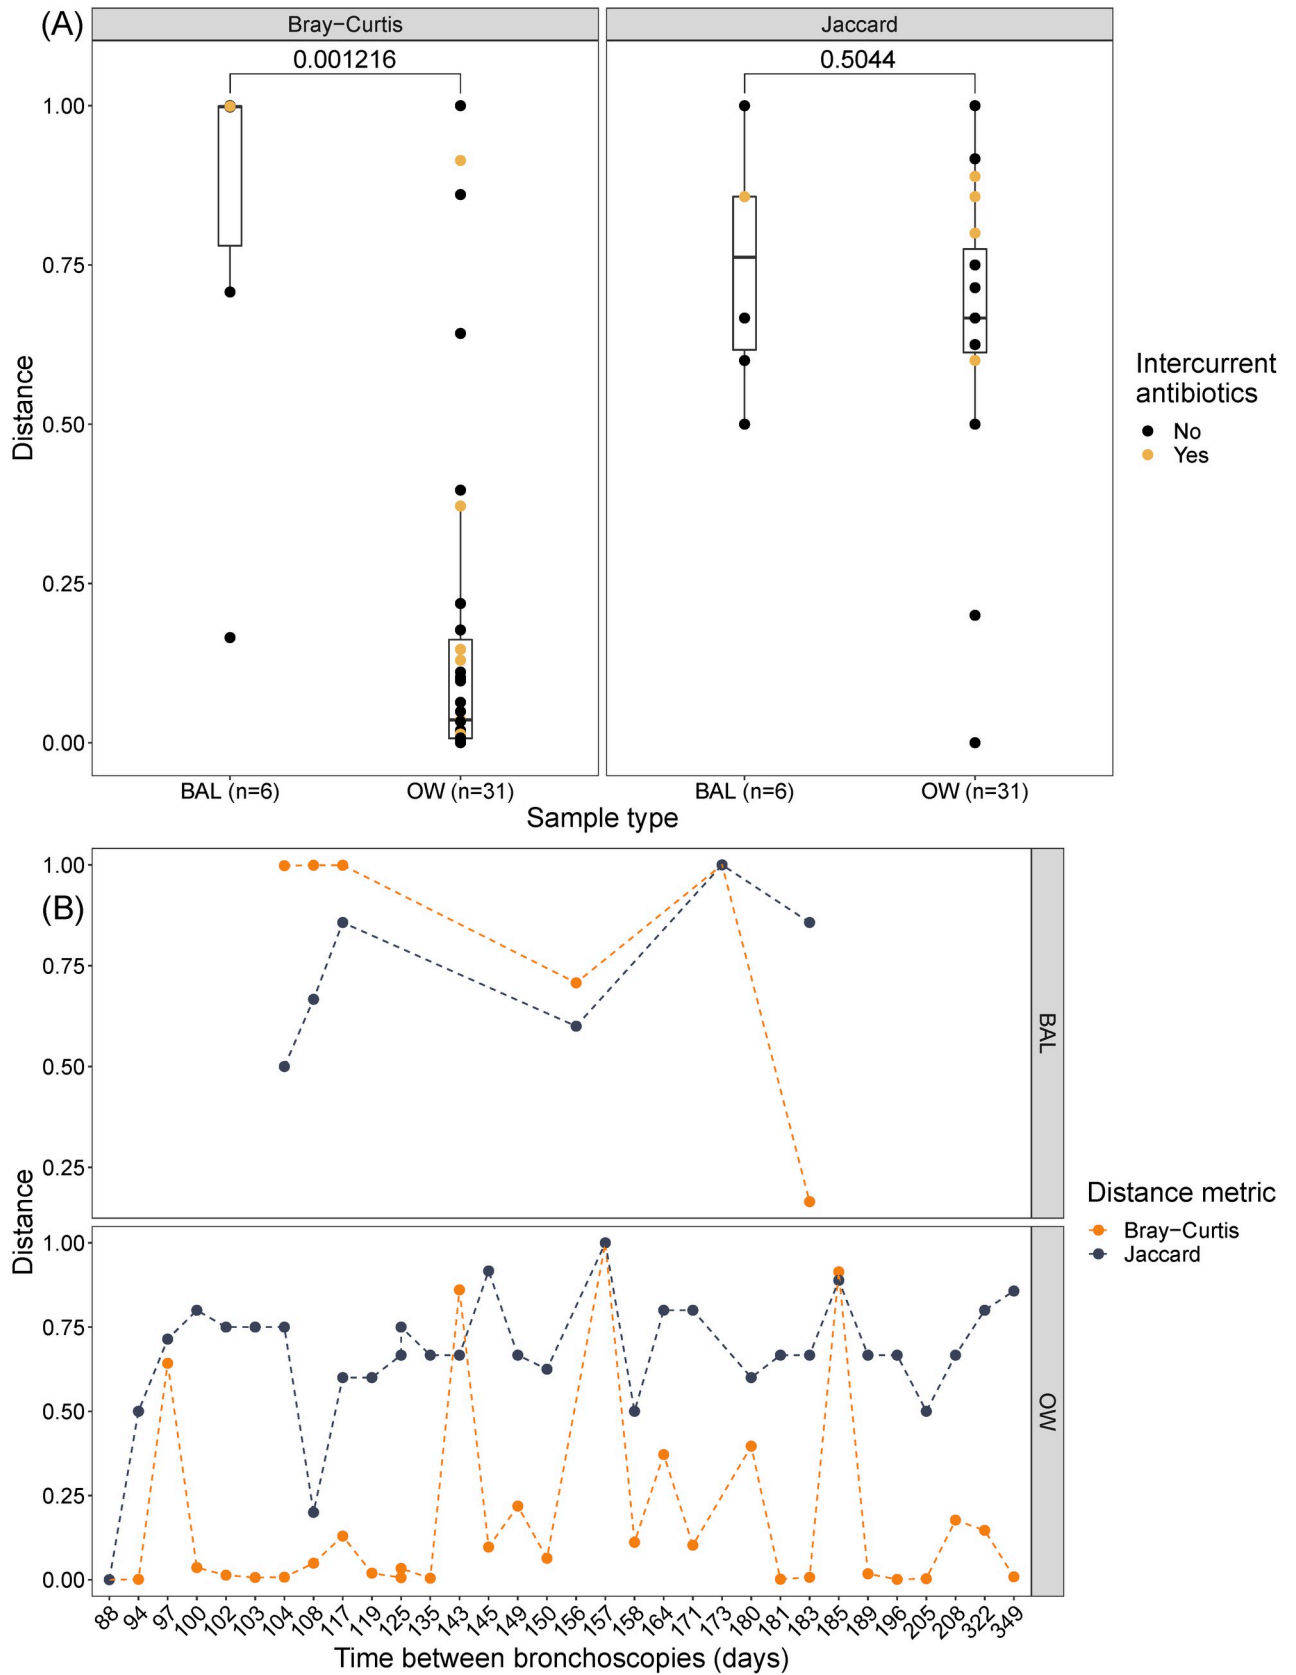 (A)
Bray−Curtis
Jaccard
0.001216
0.5044
1.00
0.75
0.50
0.25
0.00
Distance
BAL (n=6)
OW (n=31)
BAL (n=6)
OW (n=31)
Sample type
Intercurrent
antibiotics
No
Yes
(B)
1.00
0.75
0.50
0.25
BAL
Distance
1.00
0.75
0.50
0.25
0.00
OW
88 94 97 100 102 103 104 108 117 119 125 135 143 145 149 150 156 157 158 164 171 173 180 181 183 185 189 196 205 208 322 349
Time between bronchoscopies (days)
Distance metric
Bray−Curtis
Jaccard